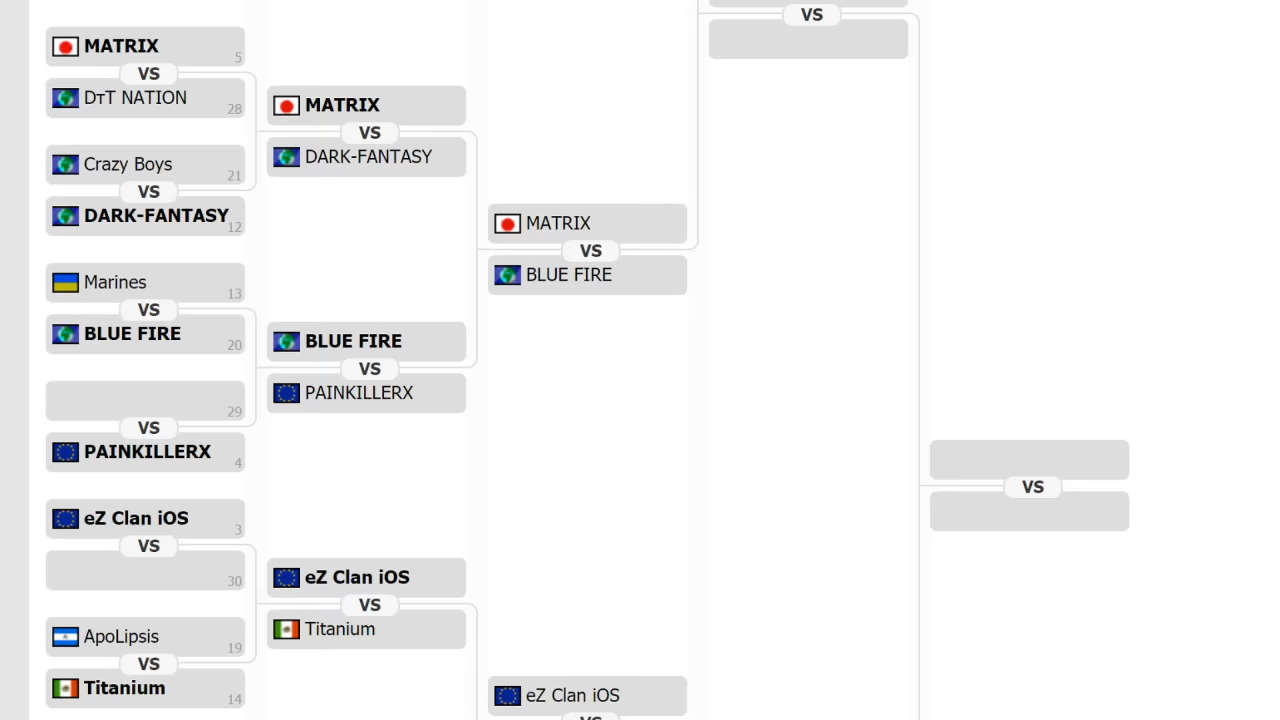 MATRIX
5
VS
DтT NATION
28
Crazy Boys
21
VS
DARK-FANTASY
12
Marines
13
VS
BLUE FIRE
20
29
VS
PAINKILLERX
4
eZ Clan iOS
3
VS
30
ApoLipsis
19
VS
Titanium
14
MATRIX
VS
DARK-FANTASY
BLUE FIRE
VS
PAINKILLERX
eZ Clan iOS
VS
Titanium
MATRIX
VS
BLUE FIRE
eZ Clan iOS
VS
VS
VS